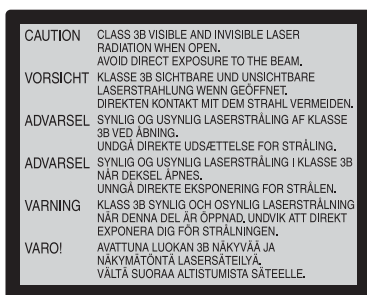 CAUTION CLASS 3B VISIBLE AND INVISIBLE LASER
RADIATION WHEN OPEN.
AVOID DIRECT EXPOSURE TO THE BEAM.
VORSICHT KLASSE 3B SICHTBARE UND UNSICHTBARE
LASERSTRAHLUNG WENN GEÖFFNET.
DIREKTEN KONTAKT MIT DEM STRAHL VERMEIDEN.
ADVARSEL SYNLIG OG USYNLIG LASERSTRÅLING AF KLASSE
3B VED ÅBNING.
UNDGÅ DIREKTE UDSÆTTELSE FOR STRÅLING.
ADVARSEL SYNLIG OG USYNLIG LASERSTRÅLING I KLASSE 3B
NÅR DEKSEL ÅPNES.
UNNGÅ DIREKTE EKSPONERING FOR STRÅLEN.
VARNING KLASS 3B SYNLIG OCH OSYNLIG LASERSTRÅLNING
NÄR DENNA DEL ÄR ÖPPNAD, UNDVIK ATT DIREKT
EXPONERA DIG FÖR STRÅLNINGEN.
VARO! AVATTUNA LUOKAN 3B NÄKYVÄÄ JA
NÄKYMÄTÖNTÄ LASERSÄTEILYÄ.
VÄLTÄ SUORAA ALTISTUMISTA SÄTEELLE.